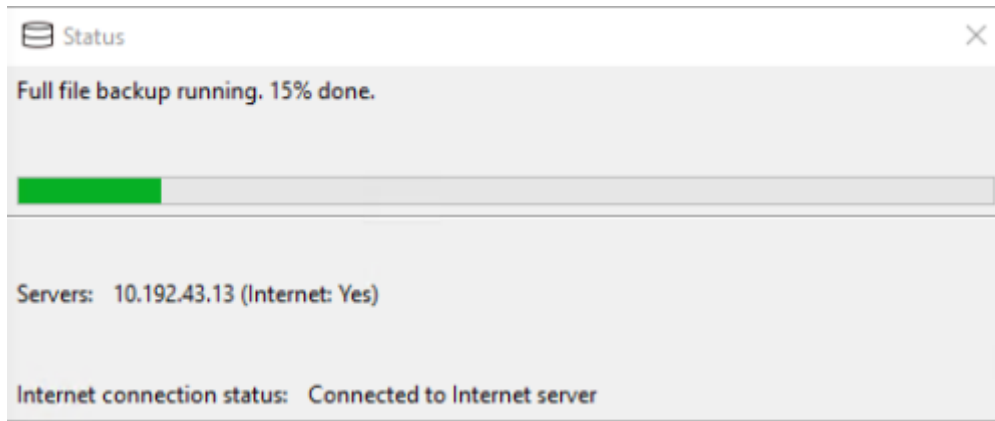 Status
Full file backup running. 15% done.
Servers: 10.192.43.13 (Internet: Yes)
Internet connection status: Connected to Internet server